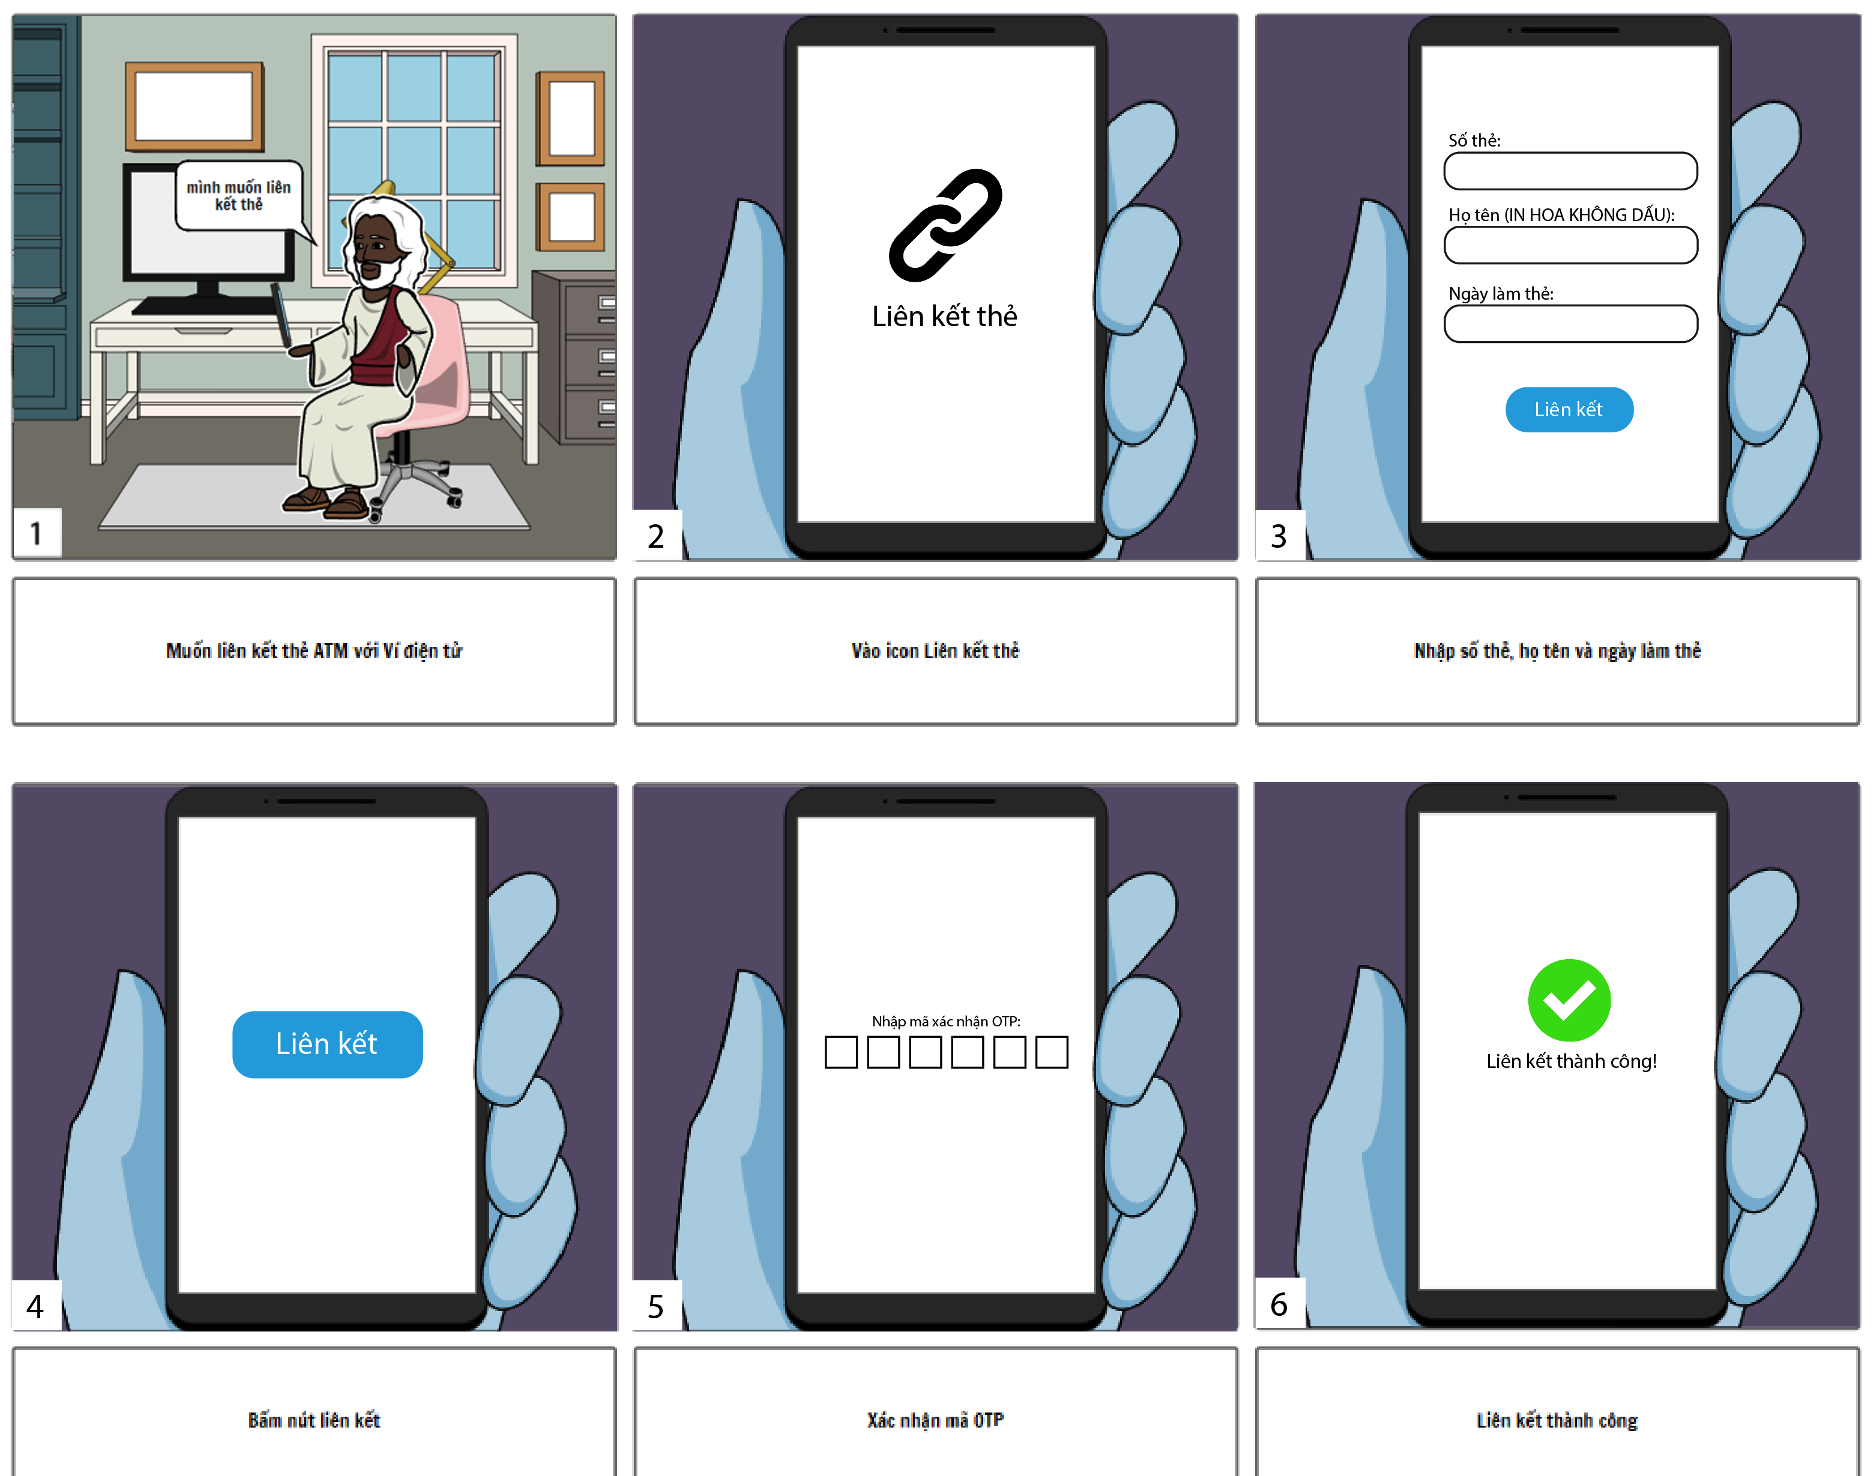 mình muốn liên
kết thẻ
1
Liên kết thẻ
2
Số thẻ:
Họ tên (IN HOA KHÔNG DẤU):
Ngày làm thẻ:
Liên kết
3
Muốn liên kết thẻ ATM với Ví điện tử
Vào icon Liên kết thẻ
Nhập số thẻ, họ tên và ngày làm thẻ
Liên kết
4
Nhập mã xác nhận OTP:
5
Liên kết thành công!
6
Bấm nút liên kết
Xác nhận mã OTP
Liên kết thành công